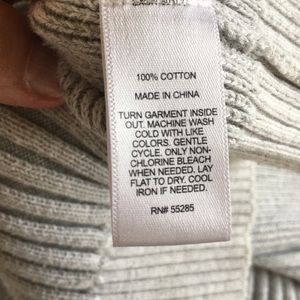 100% COTTON
MADE IN CHINA
TURN GARMENT INSIDE
OUT. MACHINE WASH
COLD WITH LIKE
COLORS. GENTLE
CYCLE. ONLY NON-
CHLORINE BLEACH
WHEN NEEDED. LAY
FLAT TO DRY. COOL
IRON IF NEEDED.
RN# 55285